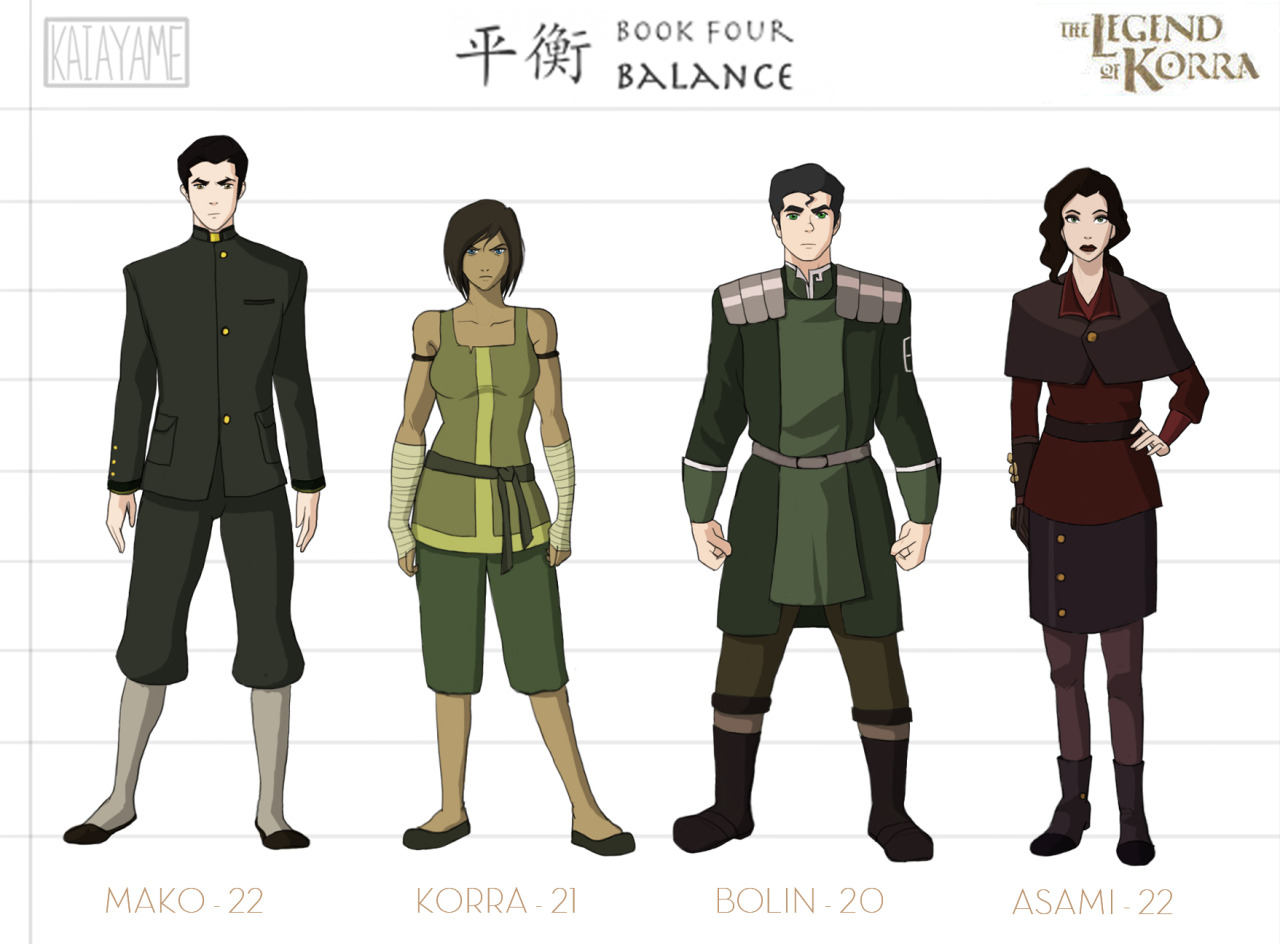 KAIAYAME
平衡
BOOK FOUR
BALANCE
THE LEGEND
OF KORRA
MAKO - 22
KORRA - 21
BOLIN - 20
ASAMI - 22